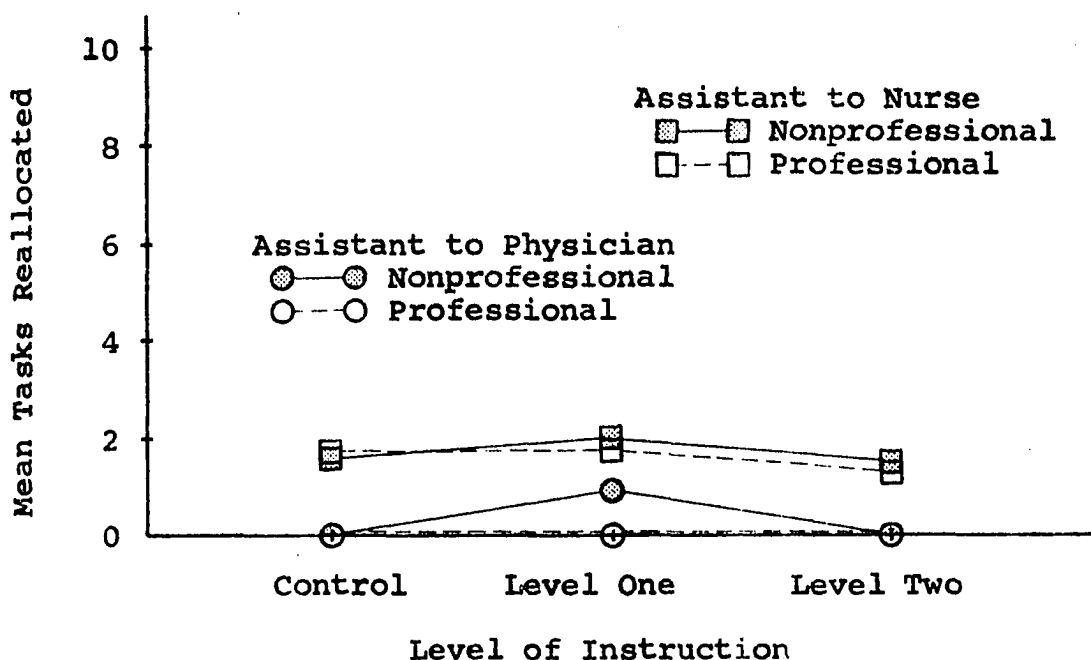 10
Assistant to Nurse
Nonprofessional
8
Professional
6
Assistant to Physician
Nonprofessional
Professional
4
2
0
Mean Tasks Reallocated
Control Level One Level Two
Level of Instruction